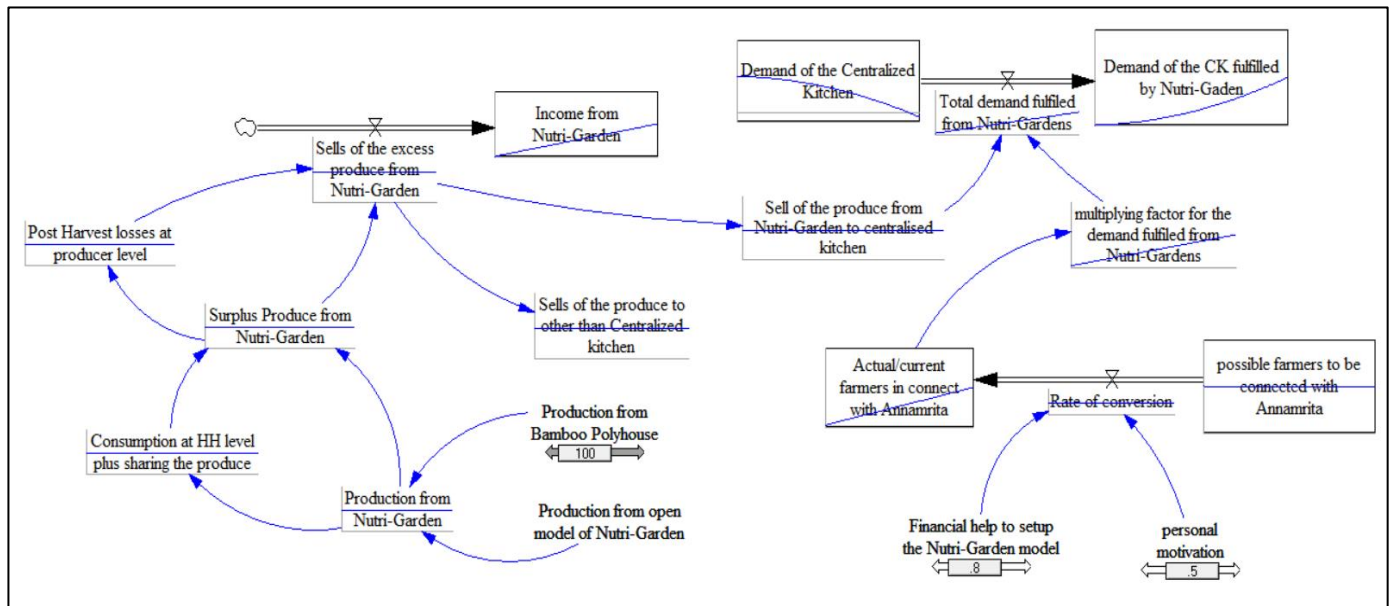 Demand of the Centralized
Kitchen
Demand of the CK fulfilled
by Nutri-Gaden
Total demand fulfiled
from Nutri-Gardens
Income from
Nutri-Garden
Sells of the excess
produce from
Nutri-Garden
Post Harvest losses at
producer level
Sell of the produce from
Nutri-Garden to centralised
kitchen
multiplying factor for the
demand fulfiled from
Nutri-Gardens
Surplus Produce from
Nutri-Garden
Sells of the produce to
other than Centralized
kitchen
Actual/current
farmers in connect
with Annamrita
possible farmers to be
connected with
Annamrita
Rate of conversion
Production from
Bamboo Polyhouse
100
Consumption at HH level
plus sharing the produce
Production from
Nutri-Garden
Production from open
model of Nutri-Garden
Financial help to setup
the Nutri-Garden model
.8
personal
motivation
.5